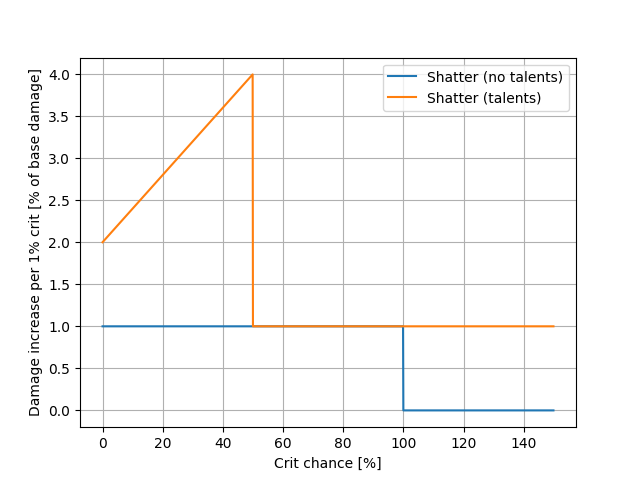 Shatter (no talents)
Shatter (talents)
4.0
3.5
3.0
2.5
2.0
1.5
1.0
0.5
0.0
Damage increase per 1% crit [% of base damage]
0 20 40 60 80 100 120 140
Crit chance [%]